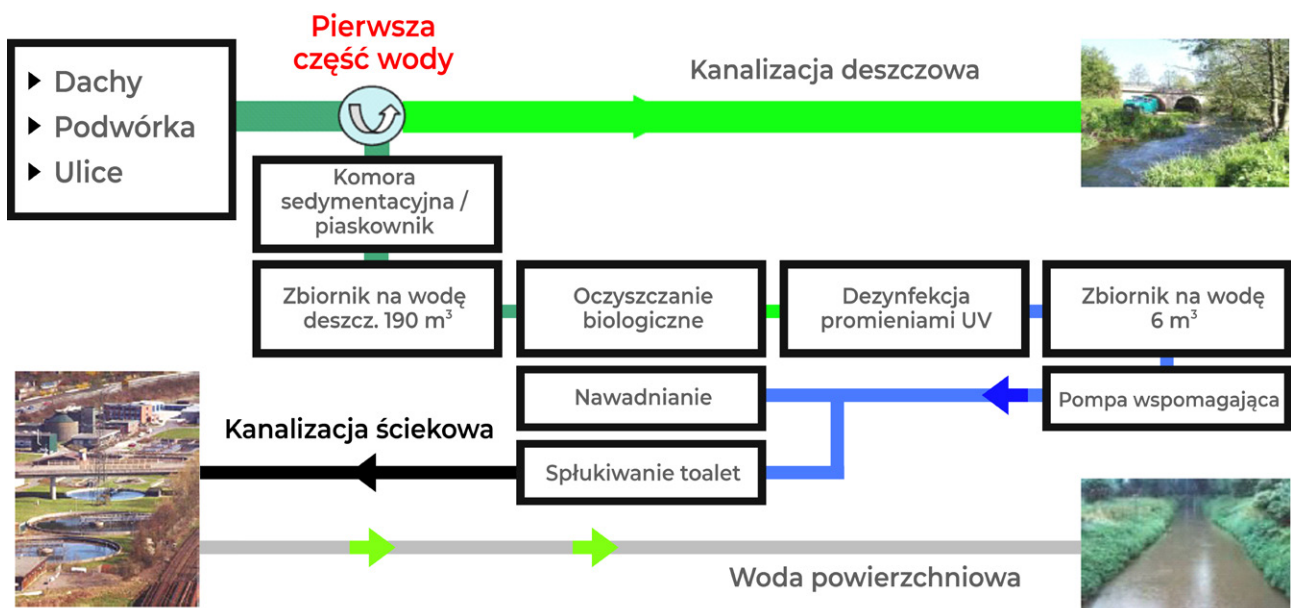 Pierwsza
część wody
Dachy
Podwórka
Ulice
Kanalizacja deszczowa
Komora
sedymentacyjna /
piaskownik
Zbiornik na wodę
deszcz. 190 m³
Oczyszczanie
biologiczne
Dezynfekcja
promieniami UV
Zbiornik na wodę
6 m³
Nawadnianie
Pompa wspomagająca
Kanalizacja ściekowa
Spłukiwanie toalet
Woda powierzchniowa